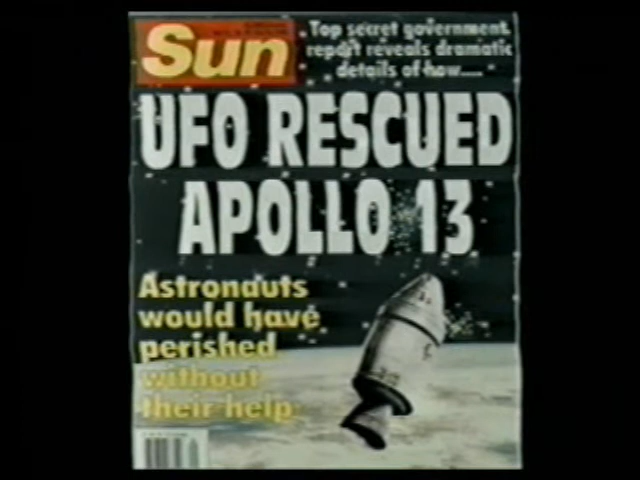 Sun
Top secret government
report reveals dramatic
details of how....
UFO RESCUED
APOLLO 13
Astronauts
would have
perished
without
their help